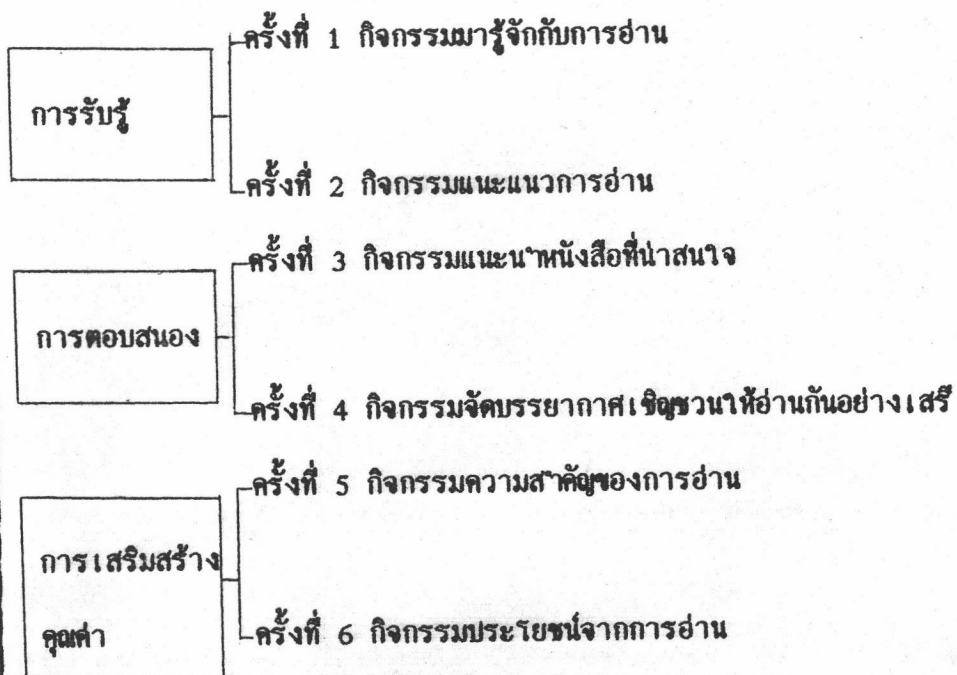 ครั้งที่ 1 กิจกรรมมารู้จักกับการอ่าน
การรับรู้
ครั้งที่ 2 กิจกรรมแนะแนวการอ่าน
ครั้งที่ 3 กิจกรรมแนะนำหนังสือที่น่าสนใจ
การตอบสนอง
ครั้งที่ 4 กิจกรรมจัดบรรยากาศเชิญชวนให้อ่านกันอย่างเสรี
ครั้งที่ 5 กิจกรรมความสำคัญของการอ่าน
การเสริมสร้าง
คุณค่า
ครั้งที่ 6 กิจกรรมประโยชน์จากการอ่าน